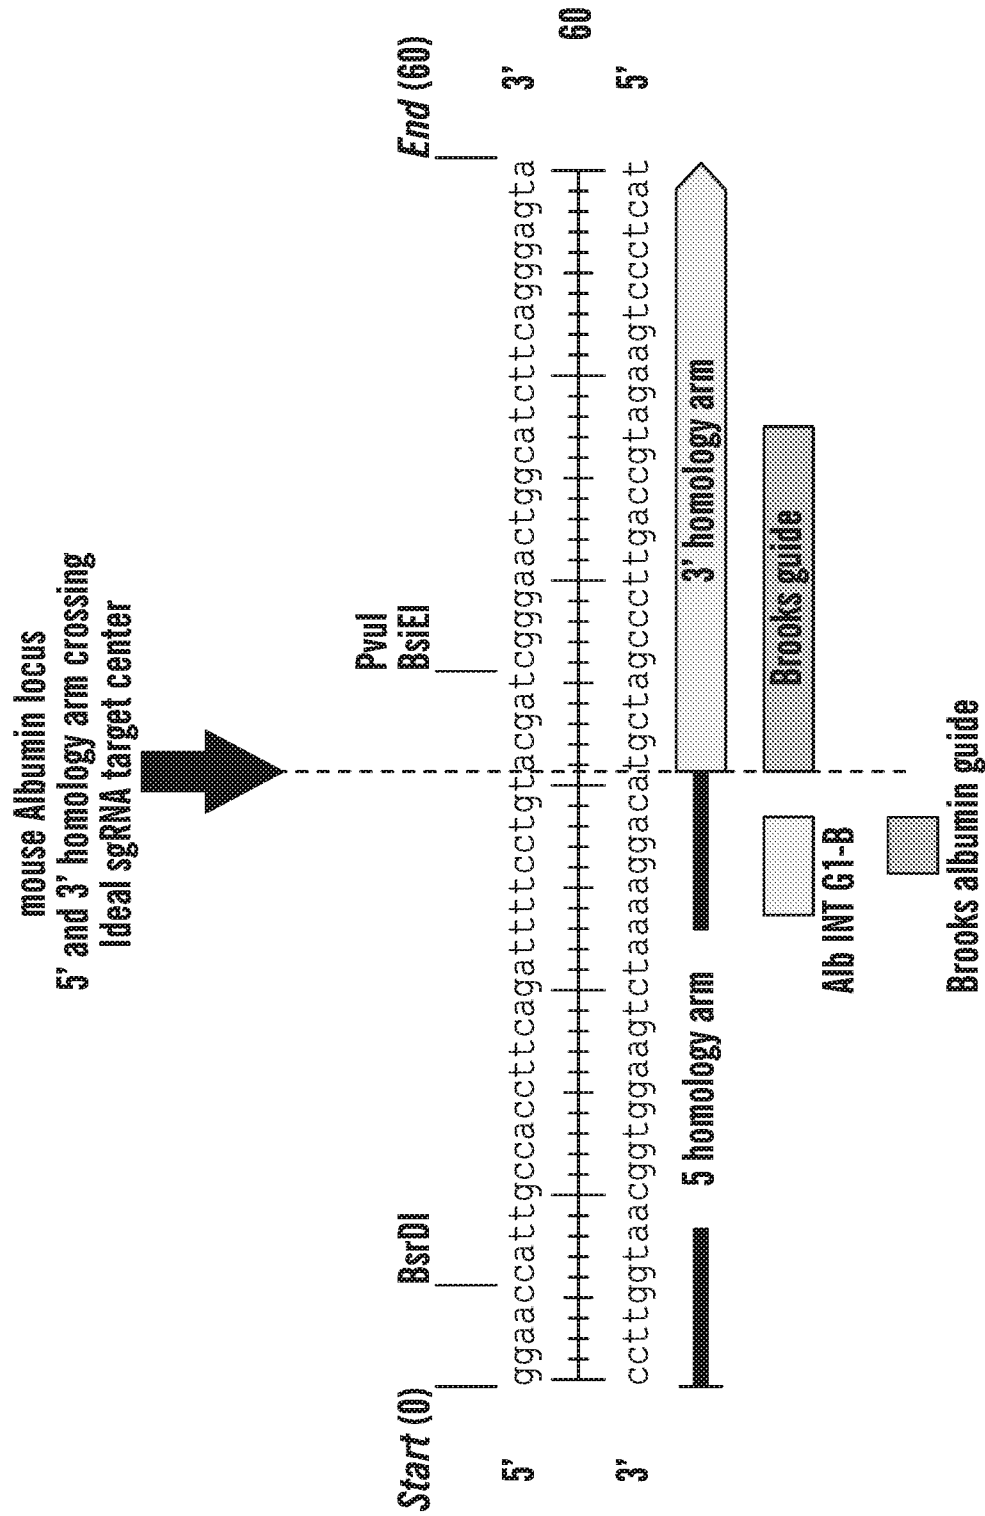 mouse Albumin locus
5' and 3' homology arm crossing
Ideal sgRNA target center
PvuI
BsiEI
Start (0)
BsrDI
End (60)
5'
ggaaccattgccaccttcagattttcctgtacgatcgggaactggcatcttcagggagta
3'
60
3'
ccttggtaacggtggaagtctaaaaggacatgctagcccttgaccgtagaagtccctcat
5'
5 homology arm
3' homology arm
Brooks guide
Alb INT G1-B
Brooks albumin guide